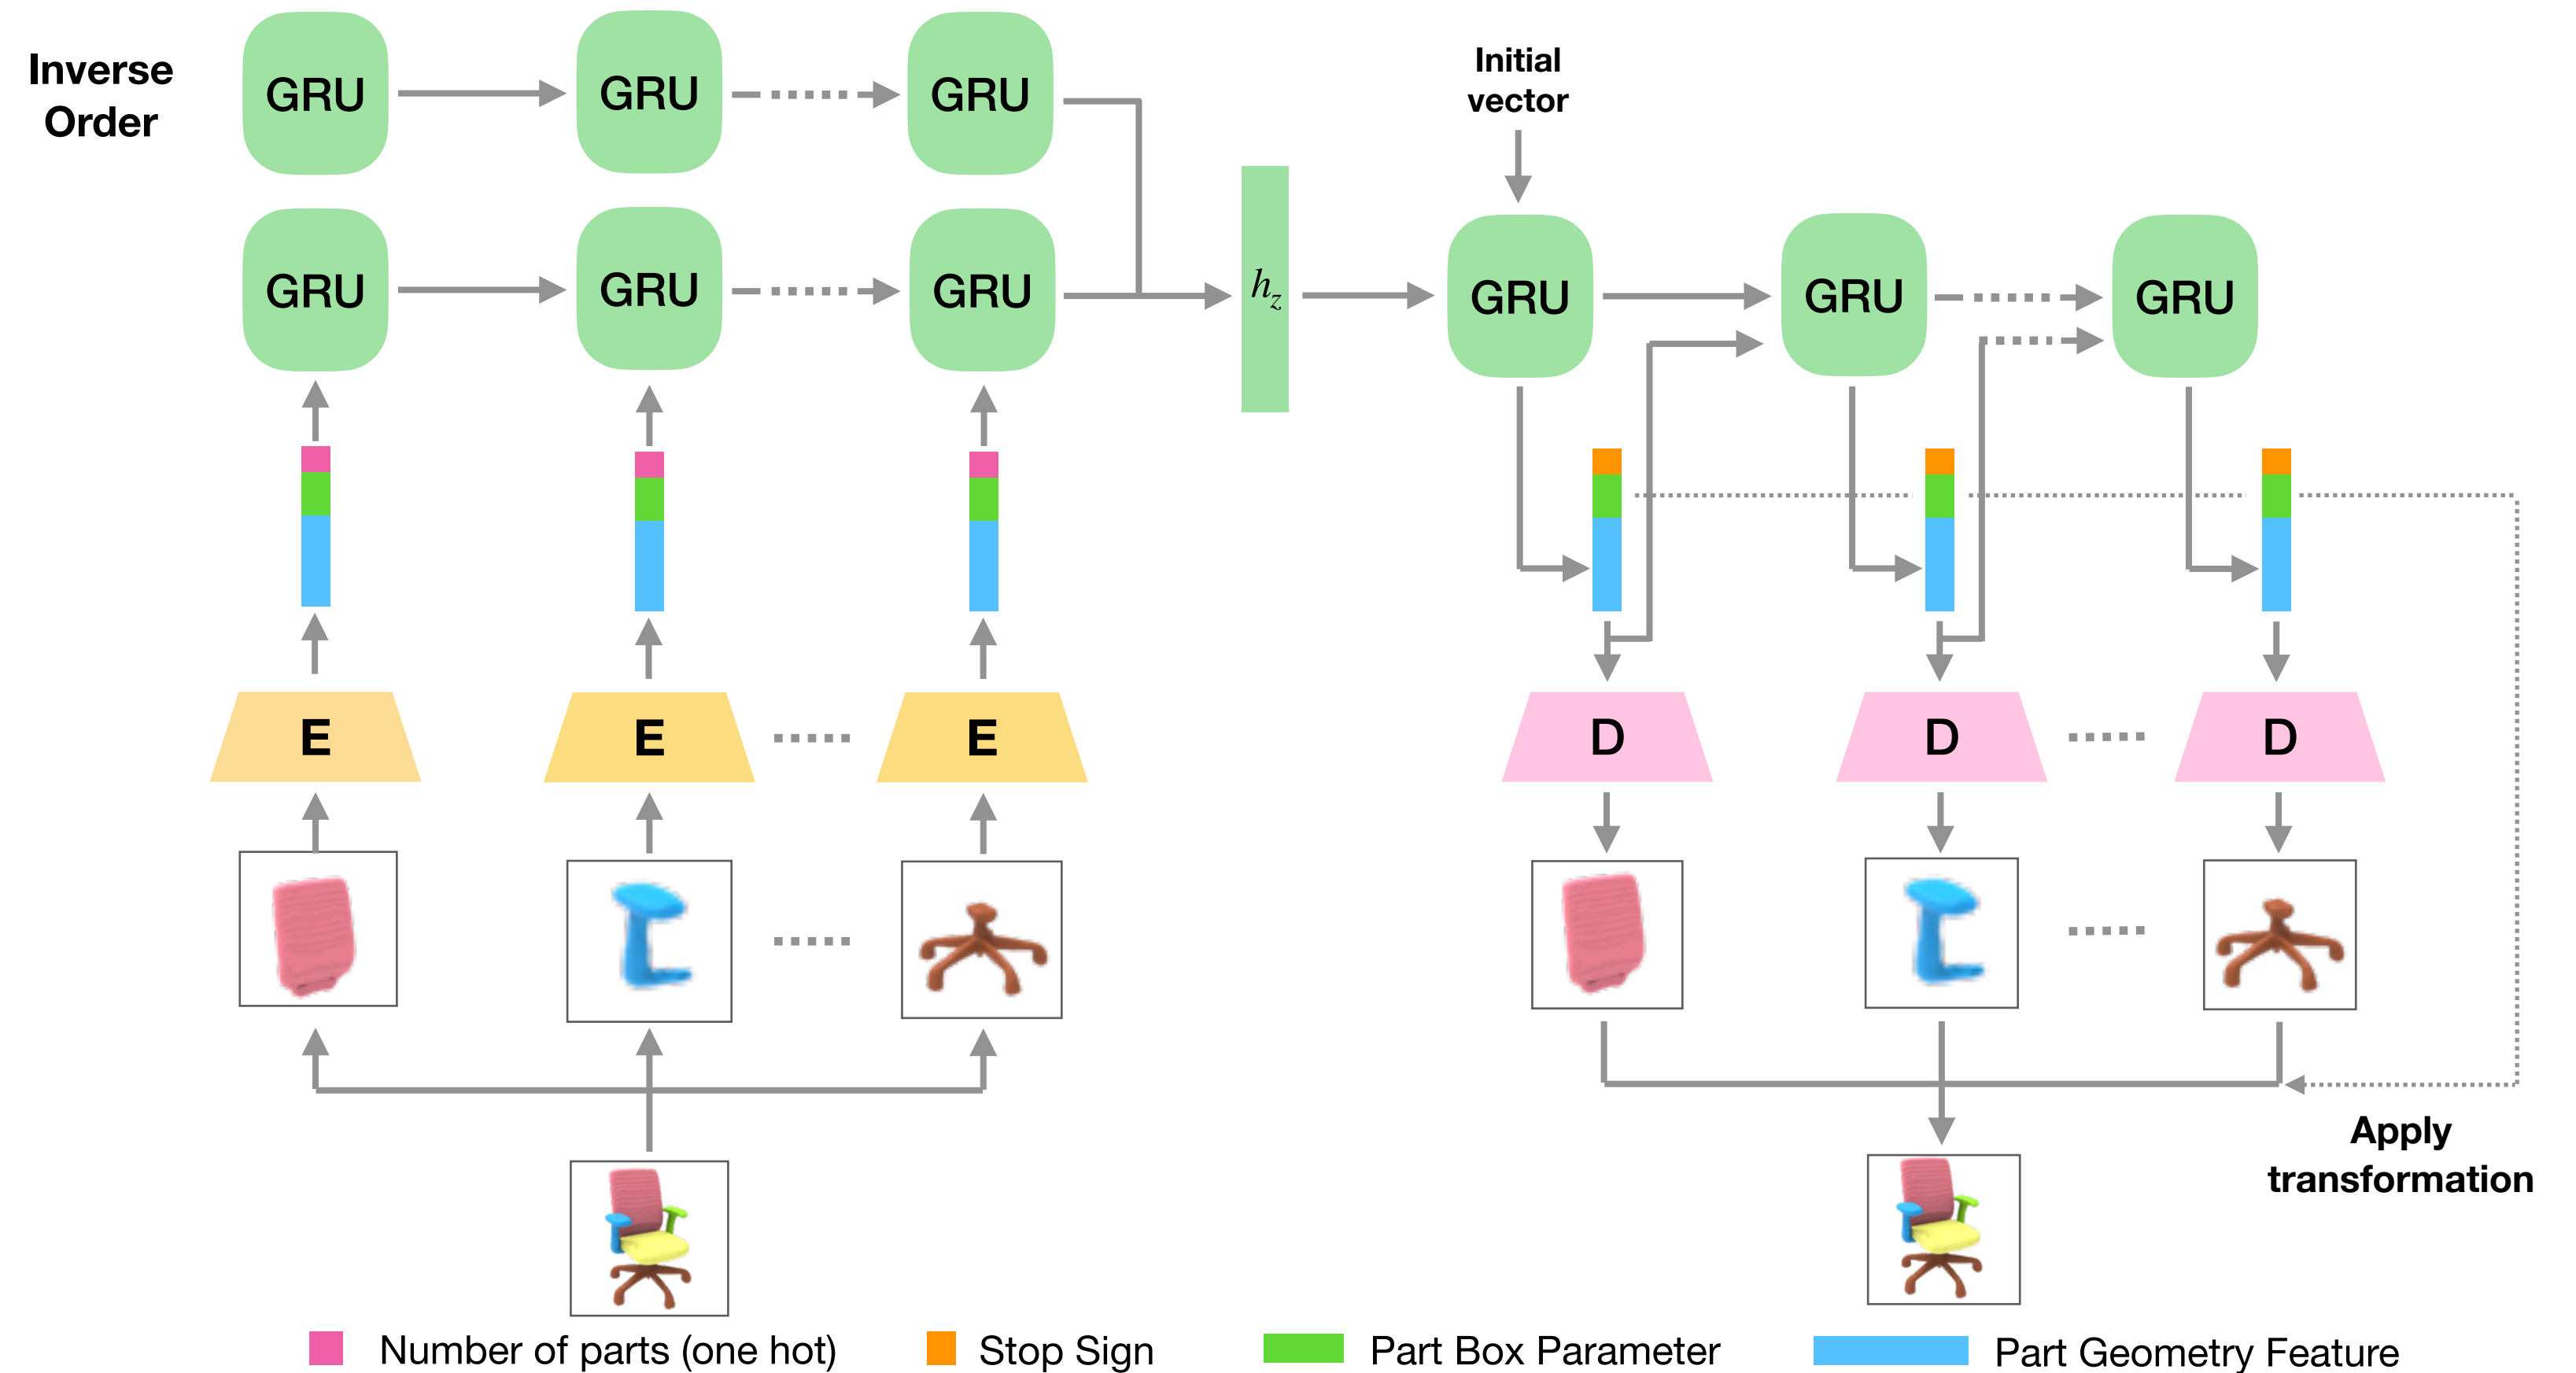 Inverse
Order
GRU
GRU
GRU
GRU
GRU
GRU
h_z
Initial
vector
GRU
GRU
GRU
E
E
E
D
D
D
Apply
transformation
Number of parts (one hot)
Stop Sign
Part Box Parameter
Part Geometry Feature